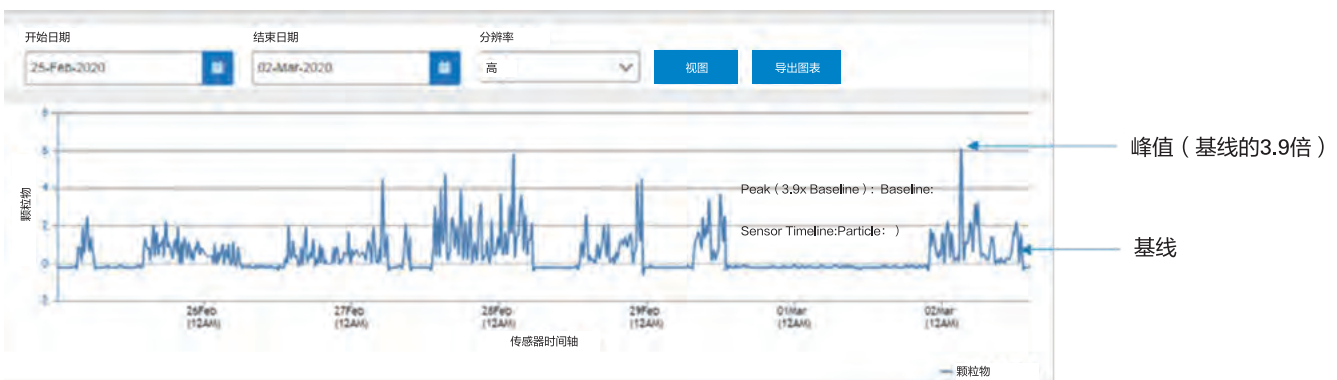 开始日期 结束日期 分辨率
25-Feb-2020 02-Mar-2020 高 视图 导出图表
8
6
4
2
0
-2
颗粒物
峰值（基线的3.9倍）
Peak（3.9x Baseline）: Baseline:
Sensor Timeline:Particle: ）
基线
26Feb 27Feb 28Feb 29Feb 01Mar 02Mar
(12AM) (12AM) (12AM) (12AM) (12AM) (12AM)
传感器时间轴
颗粒物